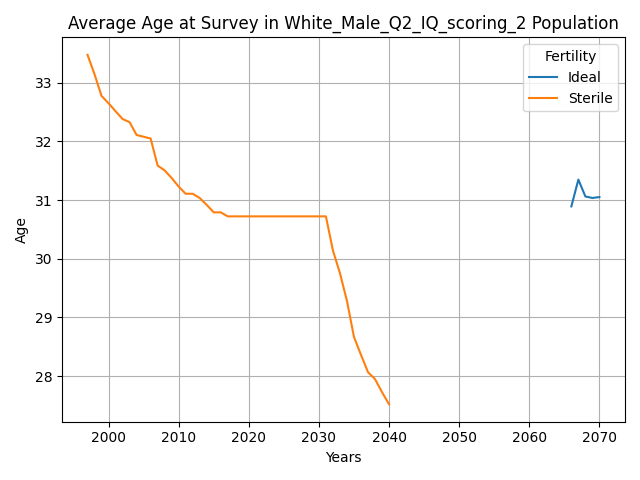 Average Age at Survey in White_Male_Q2_IQ_scoring_2 Population
Fertility
Ideal
Sterile
Age
33
32
31
30
29
28
2000 2010 2020 2030 2040 2050 2060 2070
Years